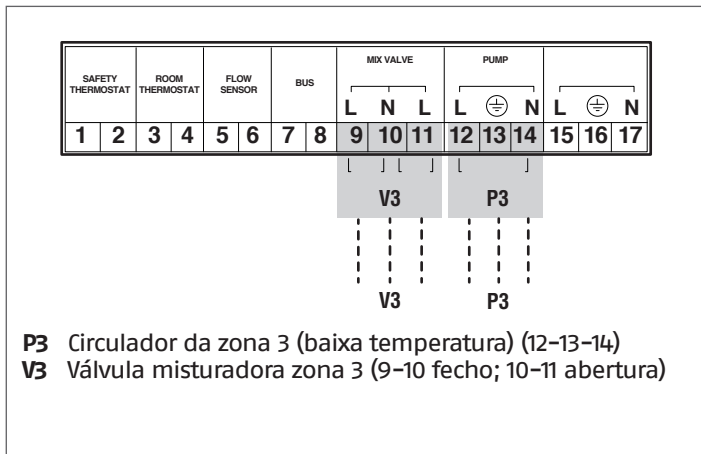 MIX VALVE PUMP
SAFETY THERMOSTAT ROOM THERMOSTAT FLOW SENSOR BUS
L N L L N L N
1 2 3 4 5 6 7 8 9 10 11 12 13 14 15 16 17
V3 P3
V3 P3
P3 Circulador da zona 3 (baixa temperatura) (12–13–14)
V3 Válvula misturadora zona 3 (9–10 fecho; 10–11 abertura)